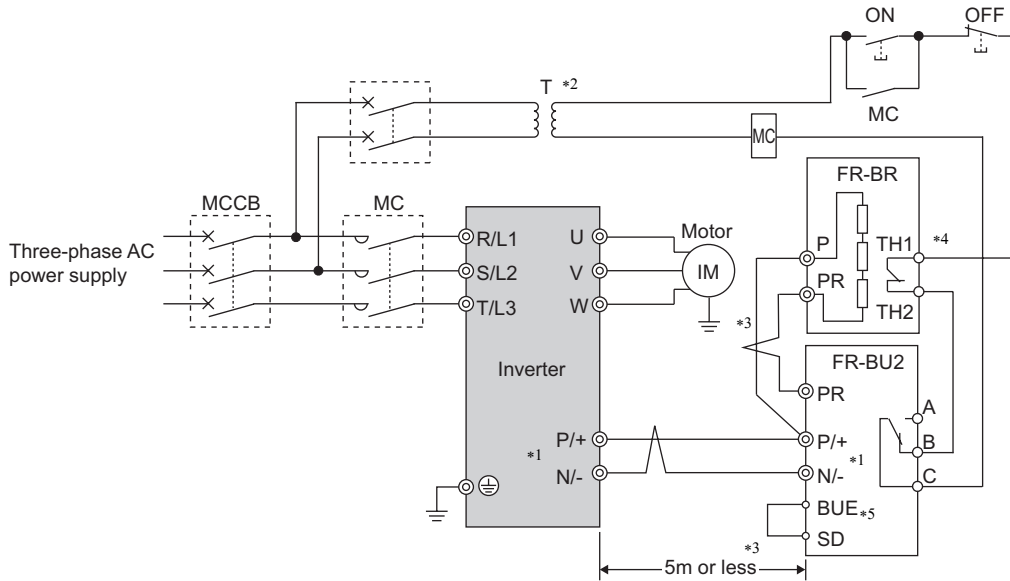 ON
OFF
T *2
MC
MC
FR-BR
MCCB
MC
Three-phase AC
power supply
R/L1
S/L2
T/L3
U
V
W
Motor
IM
Inverter
P
PR
TH1
TH2
*4
*3
FR-BU2
PR
A
B
C
P/+
N/-
*1
P/+
N/-
*1
BUE
*5
SD
*3
5m or less